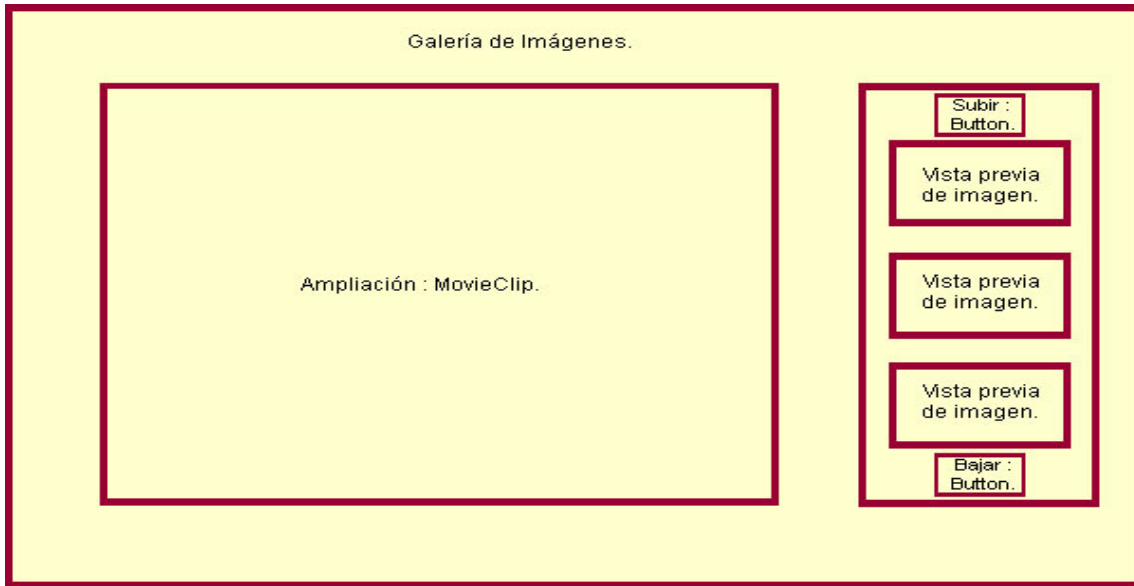 Galería de Imágenes.
Ampliación : MovieClip.
Subir :
Button.
Vista previa
de imagen.
Vista previa
de imagen.
Vista previa
de imagen.
Bajar :
Button.